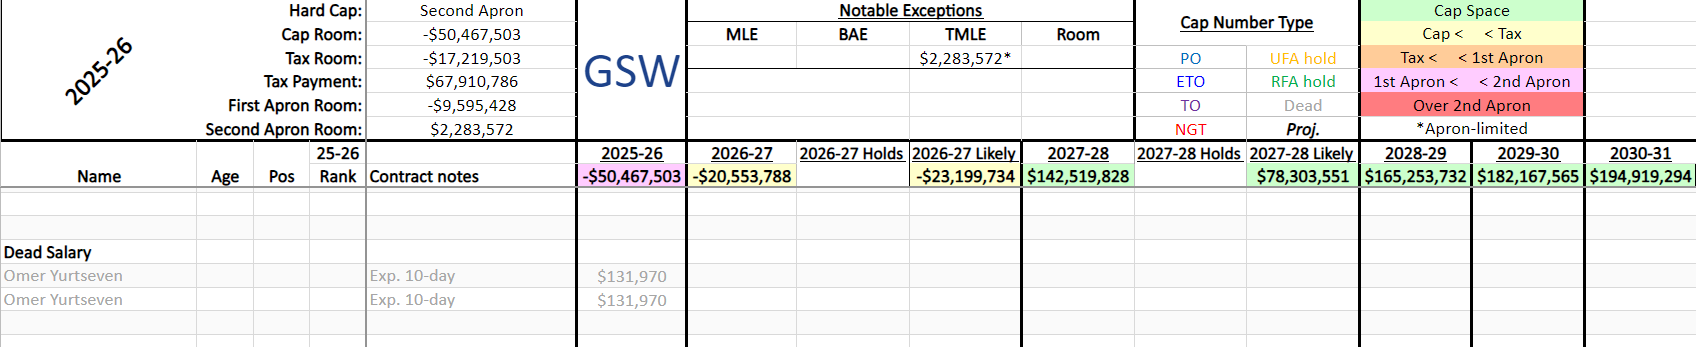 Hard Cap: Second Apron Notable Exceptions Cap Number Type Cap Space
Cap Room: -$50,467,503 MLE BAE TMLE Room Cap < < Tax
2025-26 Tax Room: -$17,219,503 GSW $2,283,572* PO UFA hold Tax < < 1st Apron
Tax Payment: $67,910,786 ETO RFA hold 1st Apron < < 2nd Apron
First Apron Room: -$9,595,428 TO Dead Over 2nd Apron
Second Apron Room: $2,283,572 NGT Proj. *Apron-limited
25-26 2025-26 2026-27 2026-27 Holds 2026-27 Likely 2027-28 2027-28 Holds 2027-28 Likely 2028-29 2029-30 2030-31
Name Age Pos Rank Contract notes -$50,467,503 -$20,553,788 -$23,199,734 $142,519,828 $78,303,551 $165,253,732 $182,167,565 $194,919,294
Dead Salary
Omer Yurtseven Exp. 10-day $131,970
Omer Yurtseven Exp. 10-day $131,970